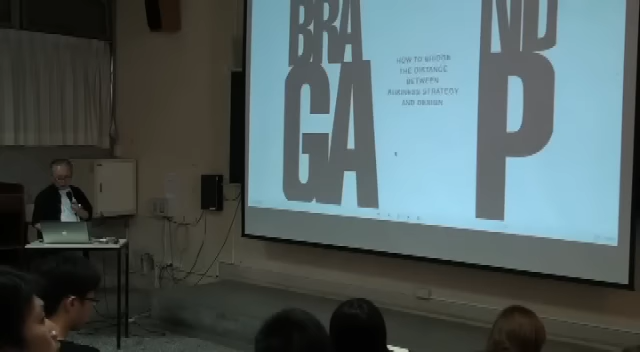 BRA ND
GA P
HOW TO BRIDGE
THE DISTANCE
BETWEEN
BUSINESS STRATEGY
AND DESIGN